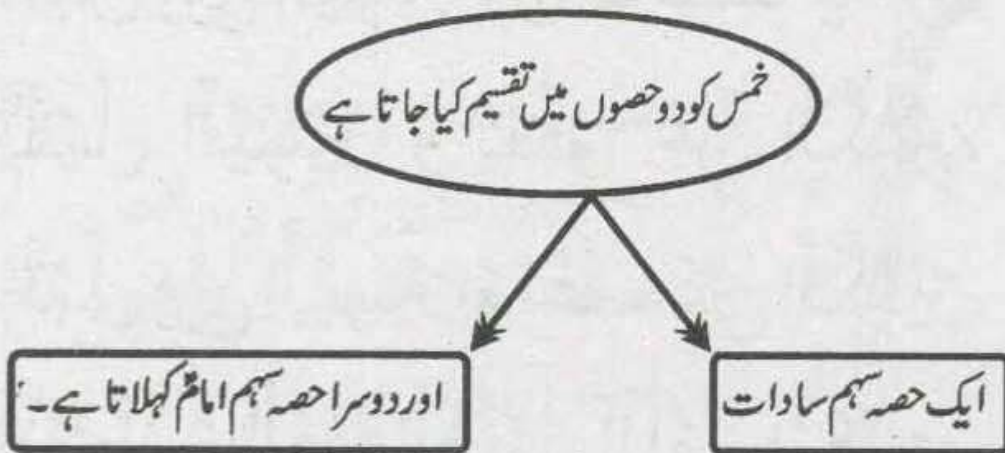 خمس کو دو حصوں میں تقسیم کیا جاتا ہے
ایک حصہ سہم سادات
اور دوسرا حصہ سہم امامؑ کہلاتا ہے۔